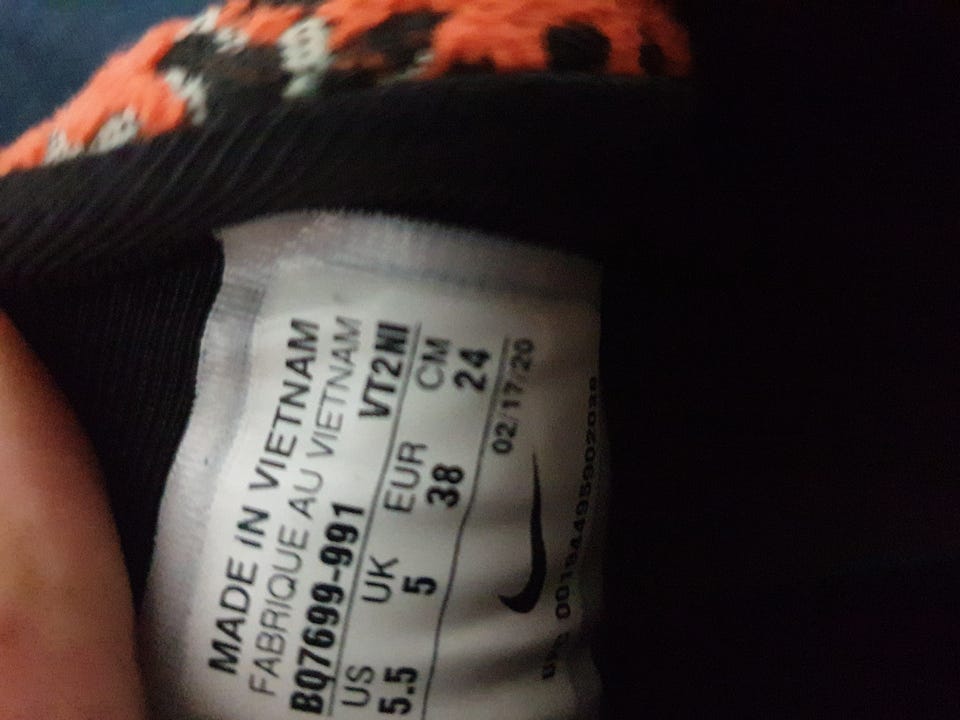 MADE IN VIETNAM
FABRIQUE AU VIETNAM
BQ7699-991 VT2NI
US UK EUR CM
5.5 5 38 24
02/17/20